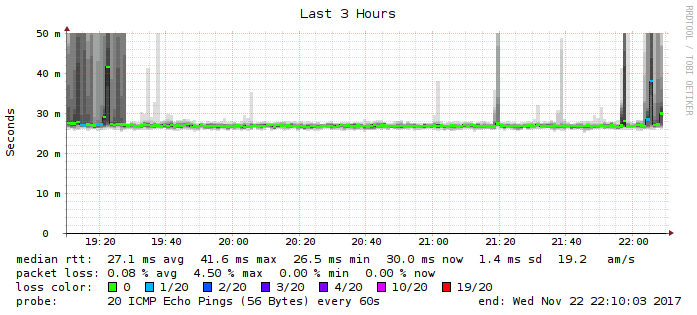 Last 3 Hours
RRDTOOL / TOBI OETIKER
Seconds
50 m
40 m
30 m
20 m
10 m
0
19:20 19:40 20:00 20:20 20:40 21:00 21:20 21:40 22:00
median rtt: 27.1 ms avg 41.6 ms max 26.5 ms min 30.0 ms now 1.4 ms sd 19.2 am/s
packet loss: 0.08 % avg 4.50 % max 0.00 % min 0.00 % now
loss color: 0 1/20 2/20 3/20 4/20 10/20 19/20
probe: 20 ICMP Echo Pings (56 Bytes) every 60s end: Wed Nov 22 22:10:03 2017